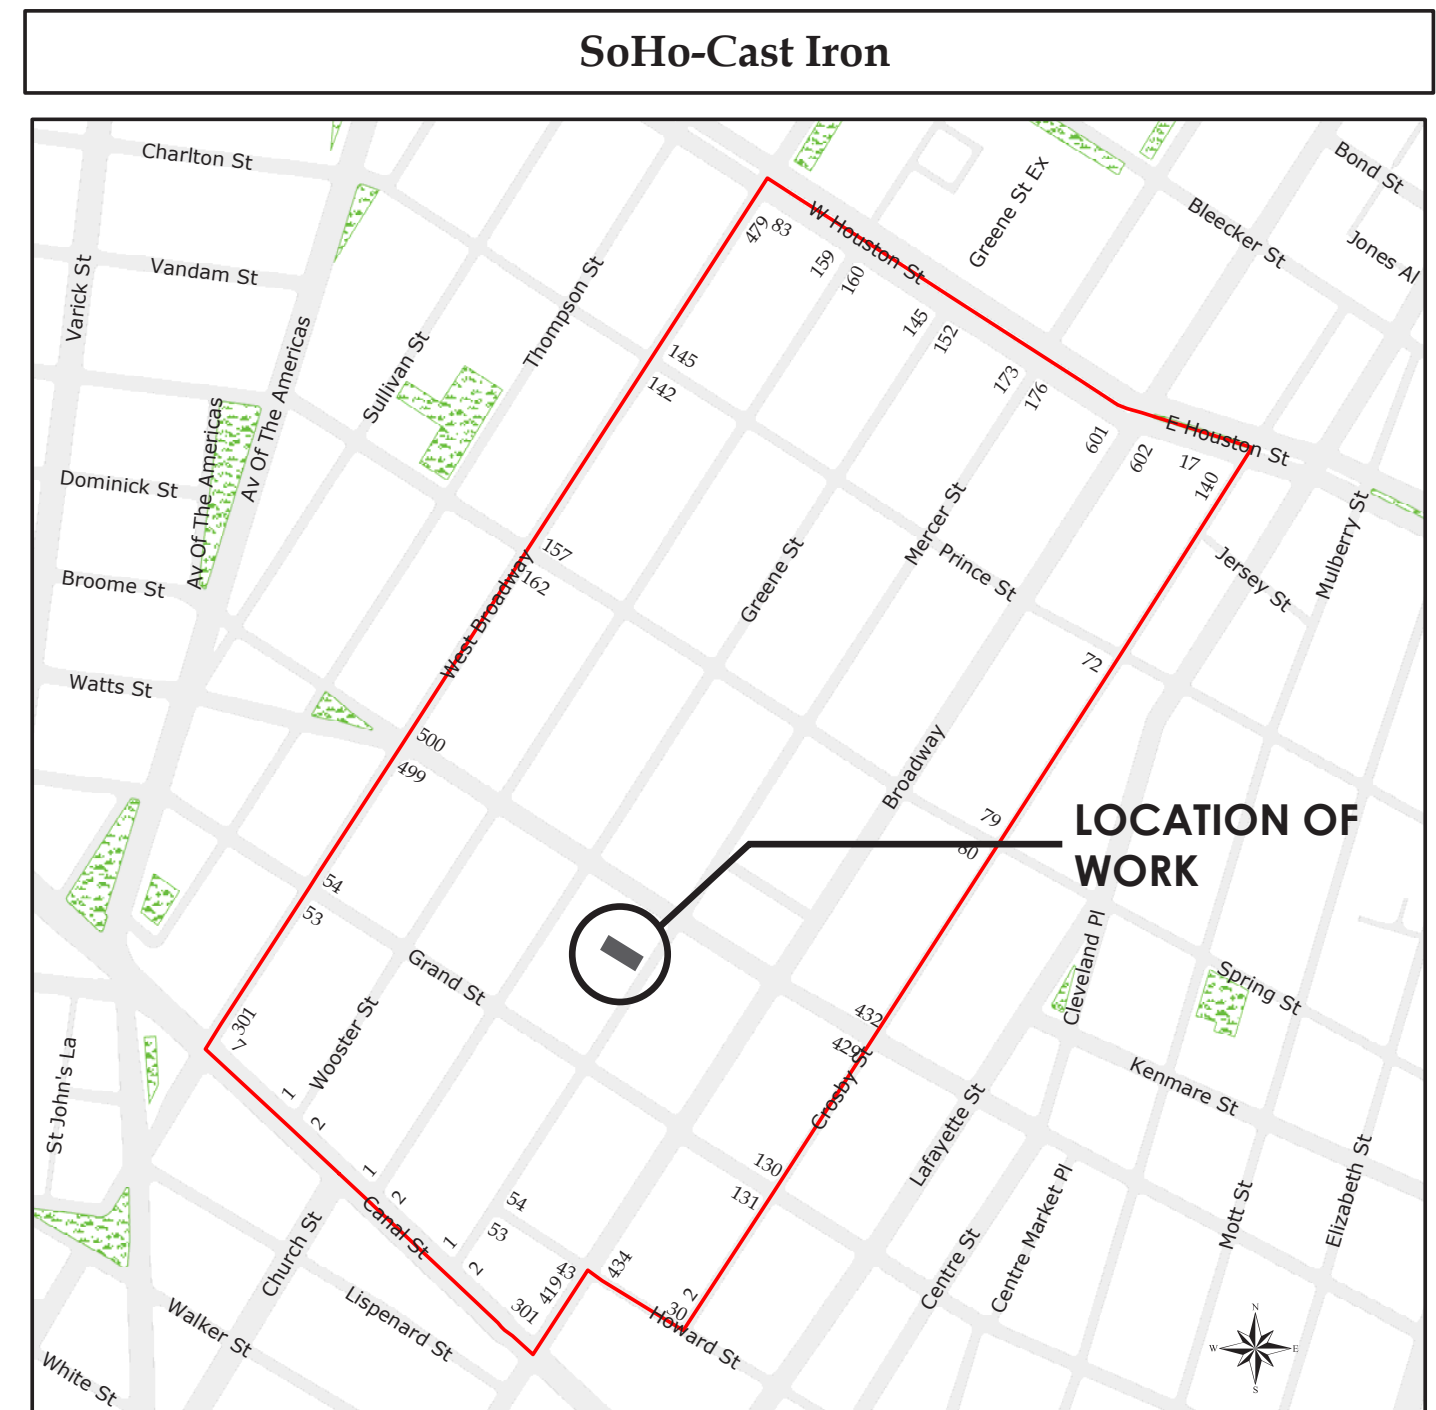 SoHo-Cast Iron
Charlton St
Bond St
Greene St Ex
Bleecker St
Jones Al
W Houston St
479
83
159
160
Vandam St
Varick St
Thompson St
145
152
Av Of The Americas
Sullivan St
145
142
173
176
601
602
E Houston St
17
140
Av Of The Americas
Dominick St
Mercer St
Prince St
Jersey St
Mulberry St
Broome St
157
162
West Broadway
Greene St
72
Watts St
500
499
Broadway
79
80
LOCATION OF
WORK
54
53
Grand St
Cleveland Pl
Spring St
301
7
Wooster St
432
429
Crosby St
St John's La
1
2
Kenmare St
Lafayette St
130
131
1
2
Canal St
54
53
1
2
Church St
Centre St
Centre Market Pl
Mott St
Elizabeth St
43
434
419
301
2
30
Howard St
Lispenard St
Walker St
White St
N
W
E
S